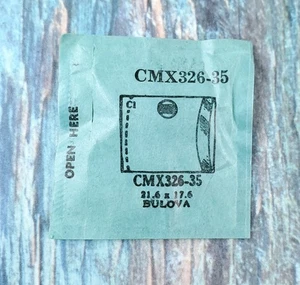 CMX326-35
OPEN HERE
C1
CMX326-35
21.6 x 17.6
BULOVA